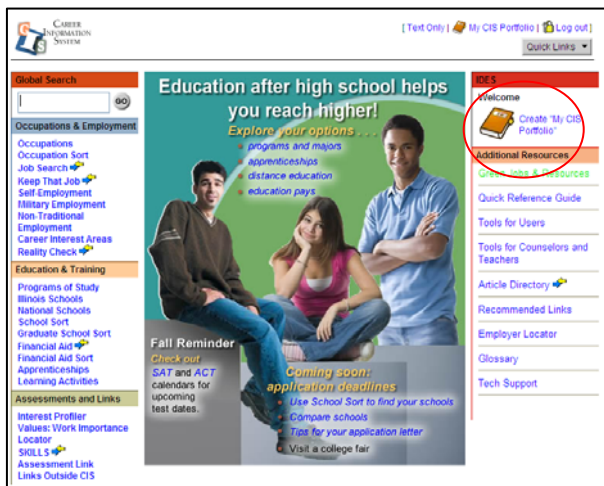 CAREER
INFORMATION
SYSTEM
[ Text Only | My CIS Portfolio | Log out ]
Quick Links
Global Search
GO
Occupations & Employment
Occupations
Occupation Sort
Job Search
Keep That Job
Self-Employment
Military Employment
Non-Traditional
Employment
Career Interest Areas
Reality Check
Education & Training
Programs of Study
Illinois Schools
National Schools
School Sort
Graduate School Sort
Financial Aid
Financial Aid Sort
Apprenticeships
Learning Activities
Assessments and Links
Interest Profiler
Values: Work Importance
Locator
SKILLS
Assessment Link
Links Outside CIS
Education after high school helps
you reach higher!
Explore your options . . .
programs and majors
apprenticeships
distance education
education pays
Fall Reminder
Check out
SAT and ACT
calendars for
upcoming
test dates.
Coming soon:
application deadlines
Use School Sort to find your schools
Compare schools
Tips for your application letter
Visit a college fair
IDES
Welcome
Create "My CIS
Portfolio"
Additional Resources
Green Jobs & Resources
Quick Reference Guide
Tools for Users
Tools for Counselors and
Teachers
Article Directory
Recommended Links
Employer Locator
Glossary
Tech Support